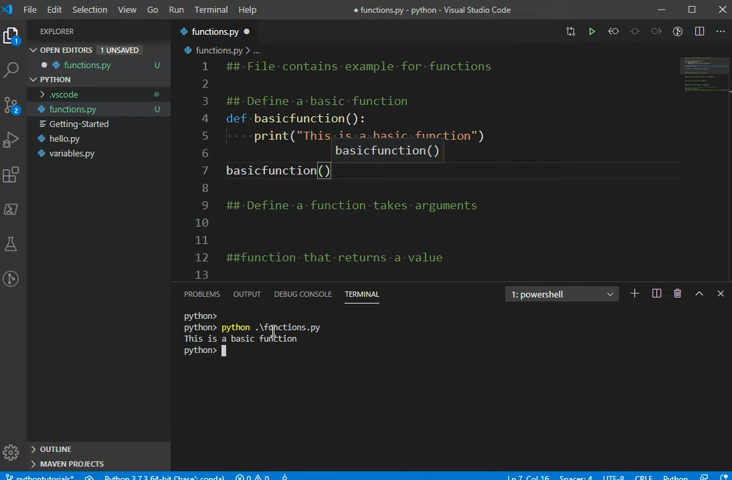 File Edit Selection View Go Run Terminal Help
● functions.py - python - Visual Studio Code
EXPLORER
OPEN EDITORS 1 UNSAVED
functions.py U
PYTHON
.vscode
functions.py U
Getting-Started
hello.py
variables.py
OUTLINE
MAVEN PROJECTS
1
2
functions.py
functions.py > ...
1 ## File contains example for functions
2
3 ## Define a basic function
4 def basicfunction():
5 print("This is a basic function")
6 basicfunction()
7 basicfunction()
8
9 ## Define a function takes arguments
10
11
12 ##function that returns a value
13
PROBLEMS OUTPUT DEBUG CONSOLE TERMINAL 1: powershell
python>
python> python .\functions.py
This is a basic function
python>
pythontutorials* Python 3.7.3 64-bit ('base': conda) 0 0 Ln 7, Col 16 Spaces: 4 UTF-8 CRLF Python